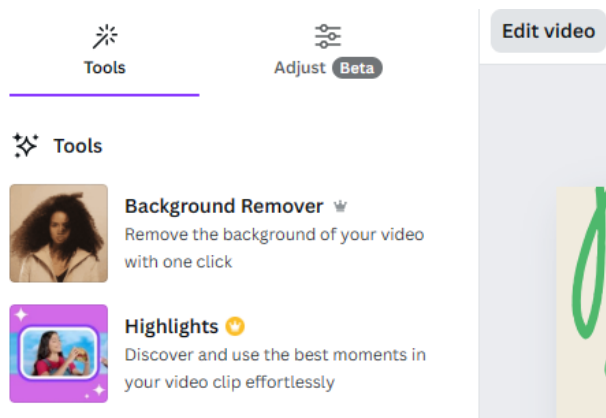 Tools
Adjust Beta
Edit video
Tools
Background Remover
Remove the background of your video
with one click
Highlights
Discover and use the best moments in
your video clip effortlessly